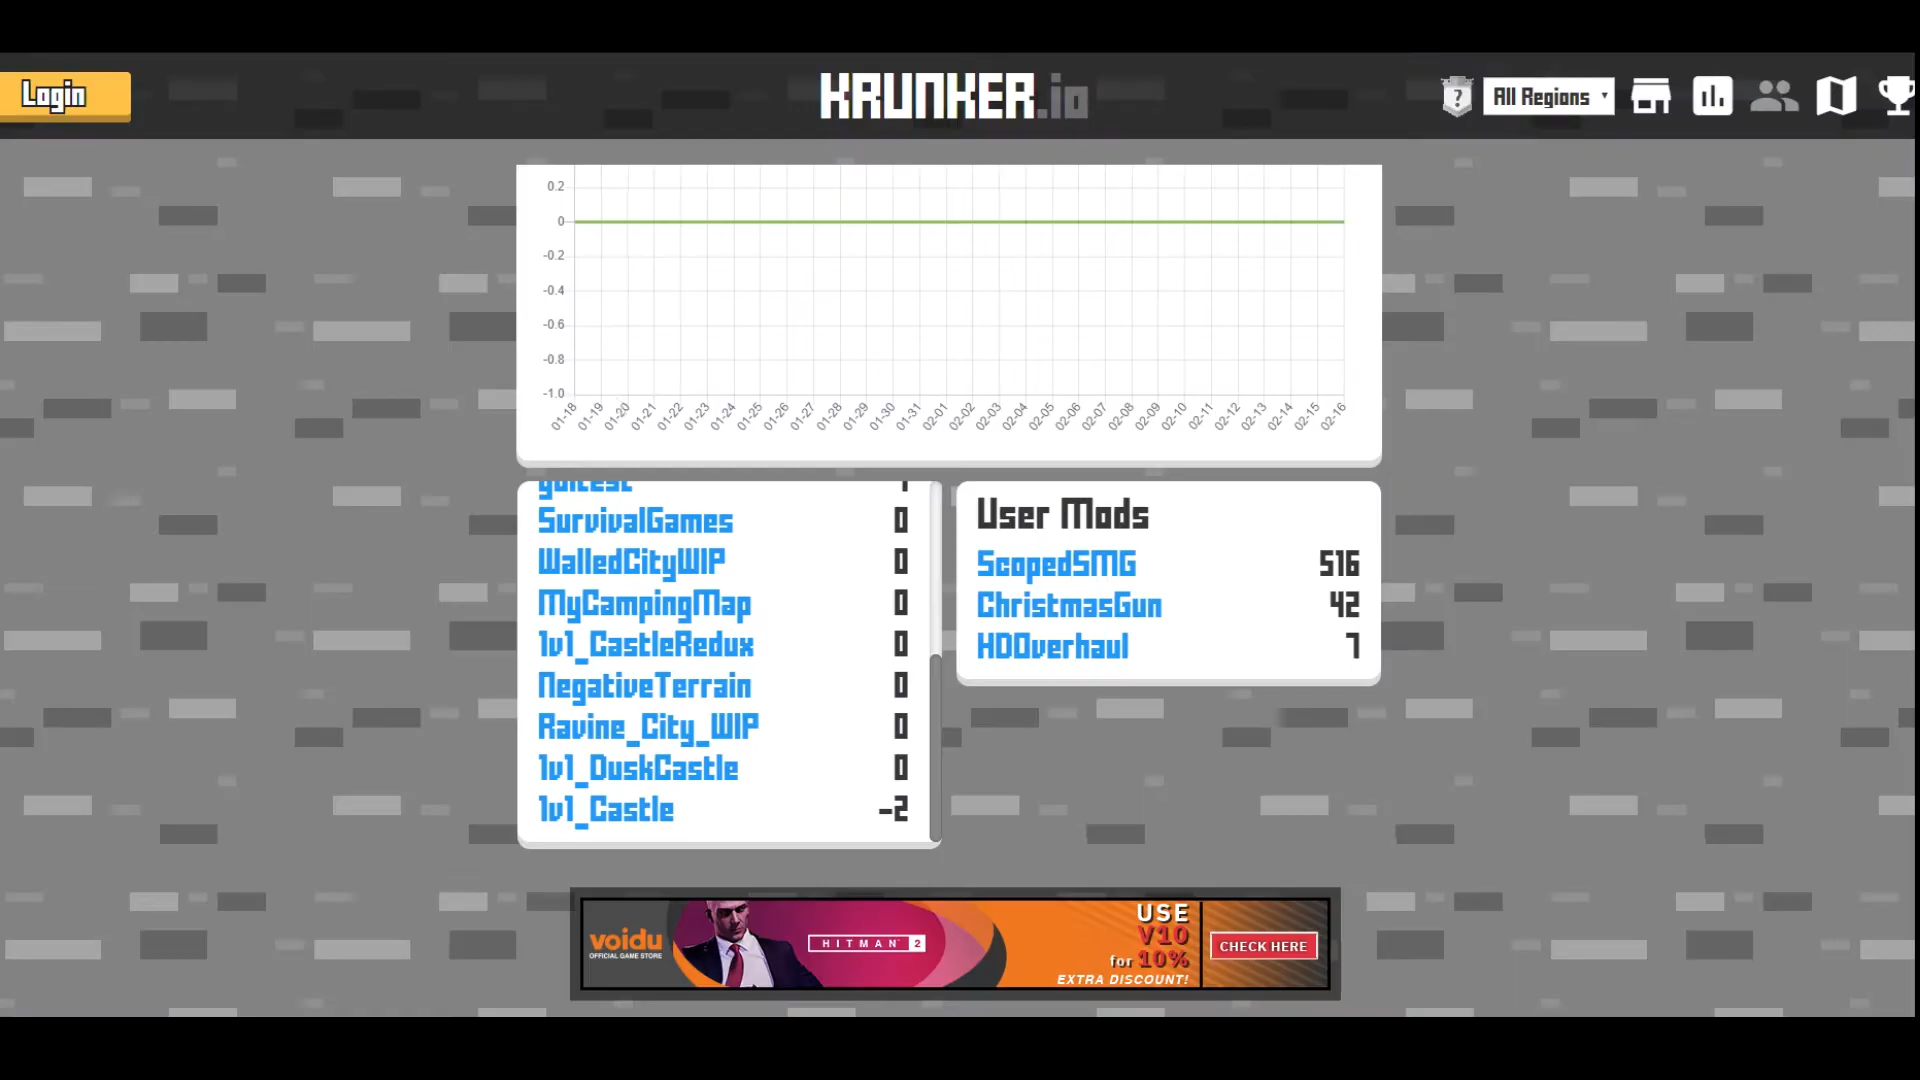 Login
KRUNKER.io
?
All Regions
0.2
0
-0.2
-0.4
-0.6
-0.8
-1.0
01-18 01-19 01-20 01-21 01-22 01-23 01-24 01-25 01-26 01-27 01-28 01-29 01-30 01-31 02-01 02-02 02-03 02-04 02-05 02-06 02-07 02-08 02-09 02-10 02-11 02-12 02-13 02-14 02-15 02-16
SurvivalGames 0
WalledCityWIP 0
MyCampingMap 0
1v1_CastleRedux 0
NegativeTerrain 0
Ravine_City_WIP 0
1v1_DuskCastle 0
1v1_Castle -2
User Mods
ScopedSMG 516
ChristmasGun 42
HDOverhaul 7
voidu
OFFICIAL GAME STORE
HITMAN 2
USE
V10
for 10%
EXTRA DISCOUNT!
CHECK HERE